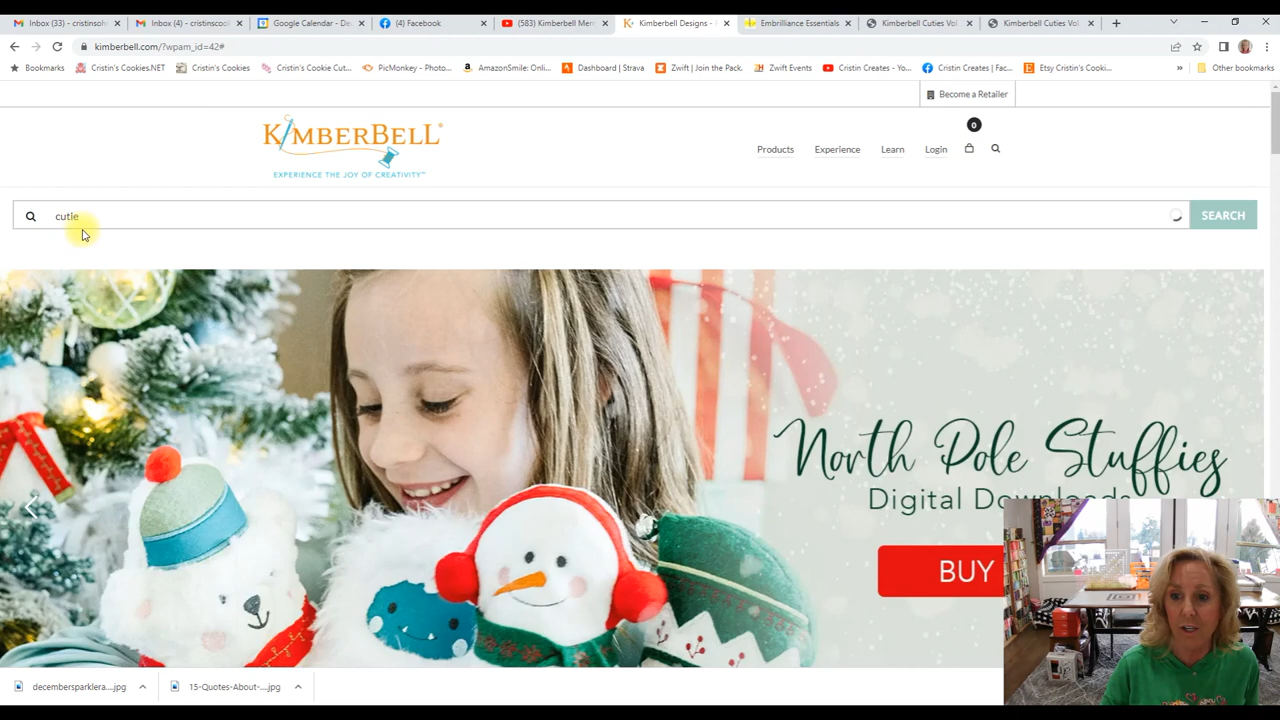 Inbox (33) - cristinsoh
Inbox (4) - cristinscool
Google Calendar - De
(4) Facebook
(583) Kimberbell Mer
Kimberbell Designs -
Embrilliance Essentials
Kimberbell Cuties Vol
Kimberbell Cuties Vol
kimberbell.com/?wpam_id=42#
Bookmarks
Cristin's Cookies.NET
Cristin's Cookies
Cristin's Cookie Cut...
PicMonkey - Photo...
AmazonSmile: Onli...
Dashboard | Strava
Zwift | Join the Pack.
Zwift Events
Cristin Creates - Yo...
Cristin Creates | Fac...
Etsy Cristin's Cooki...
»
Other bookmarks
Become a Retailer
KIMBERBELL®
EXPERIENCE THE JOY OF CREATIVITY™
0
Products
Experience
Learn
Login
cutie
SEARCH
North Pole Stuffies
Digital Downloads
BUY
decembersparklera....jpg
15-Quotes-About-....jpg